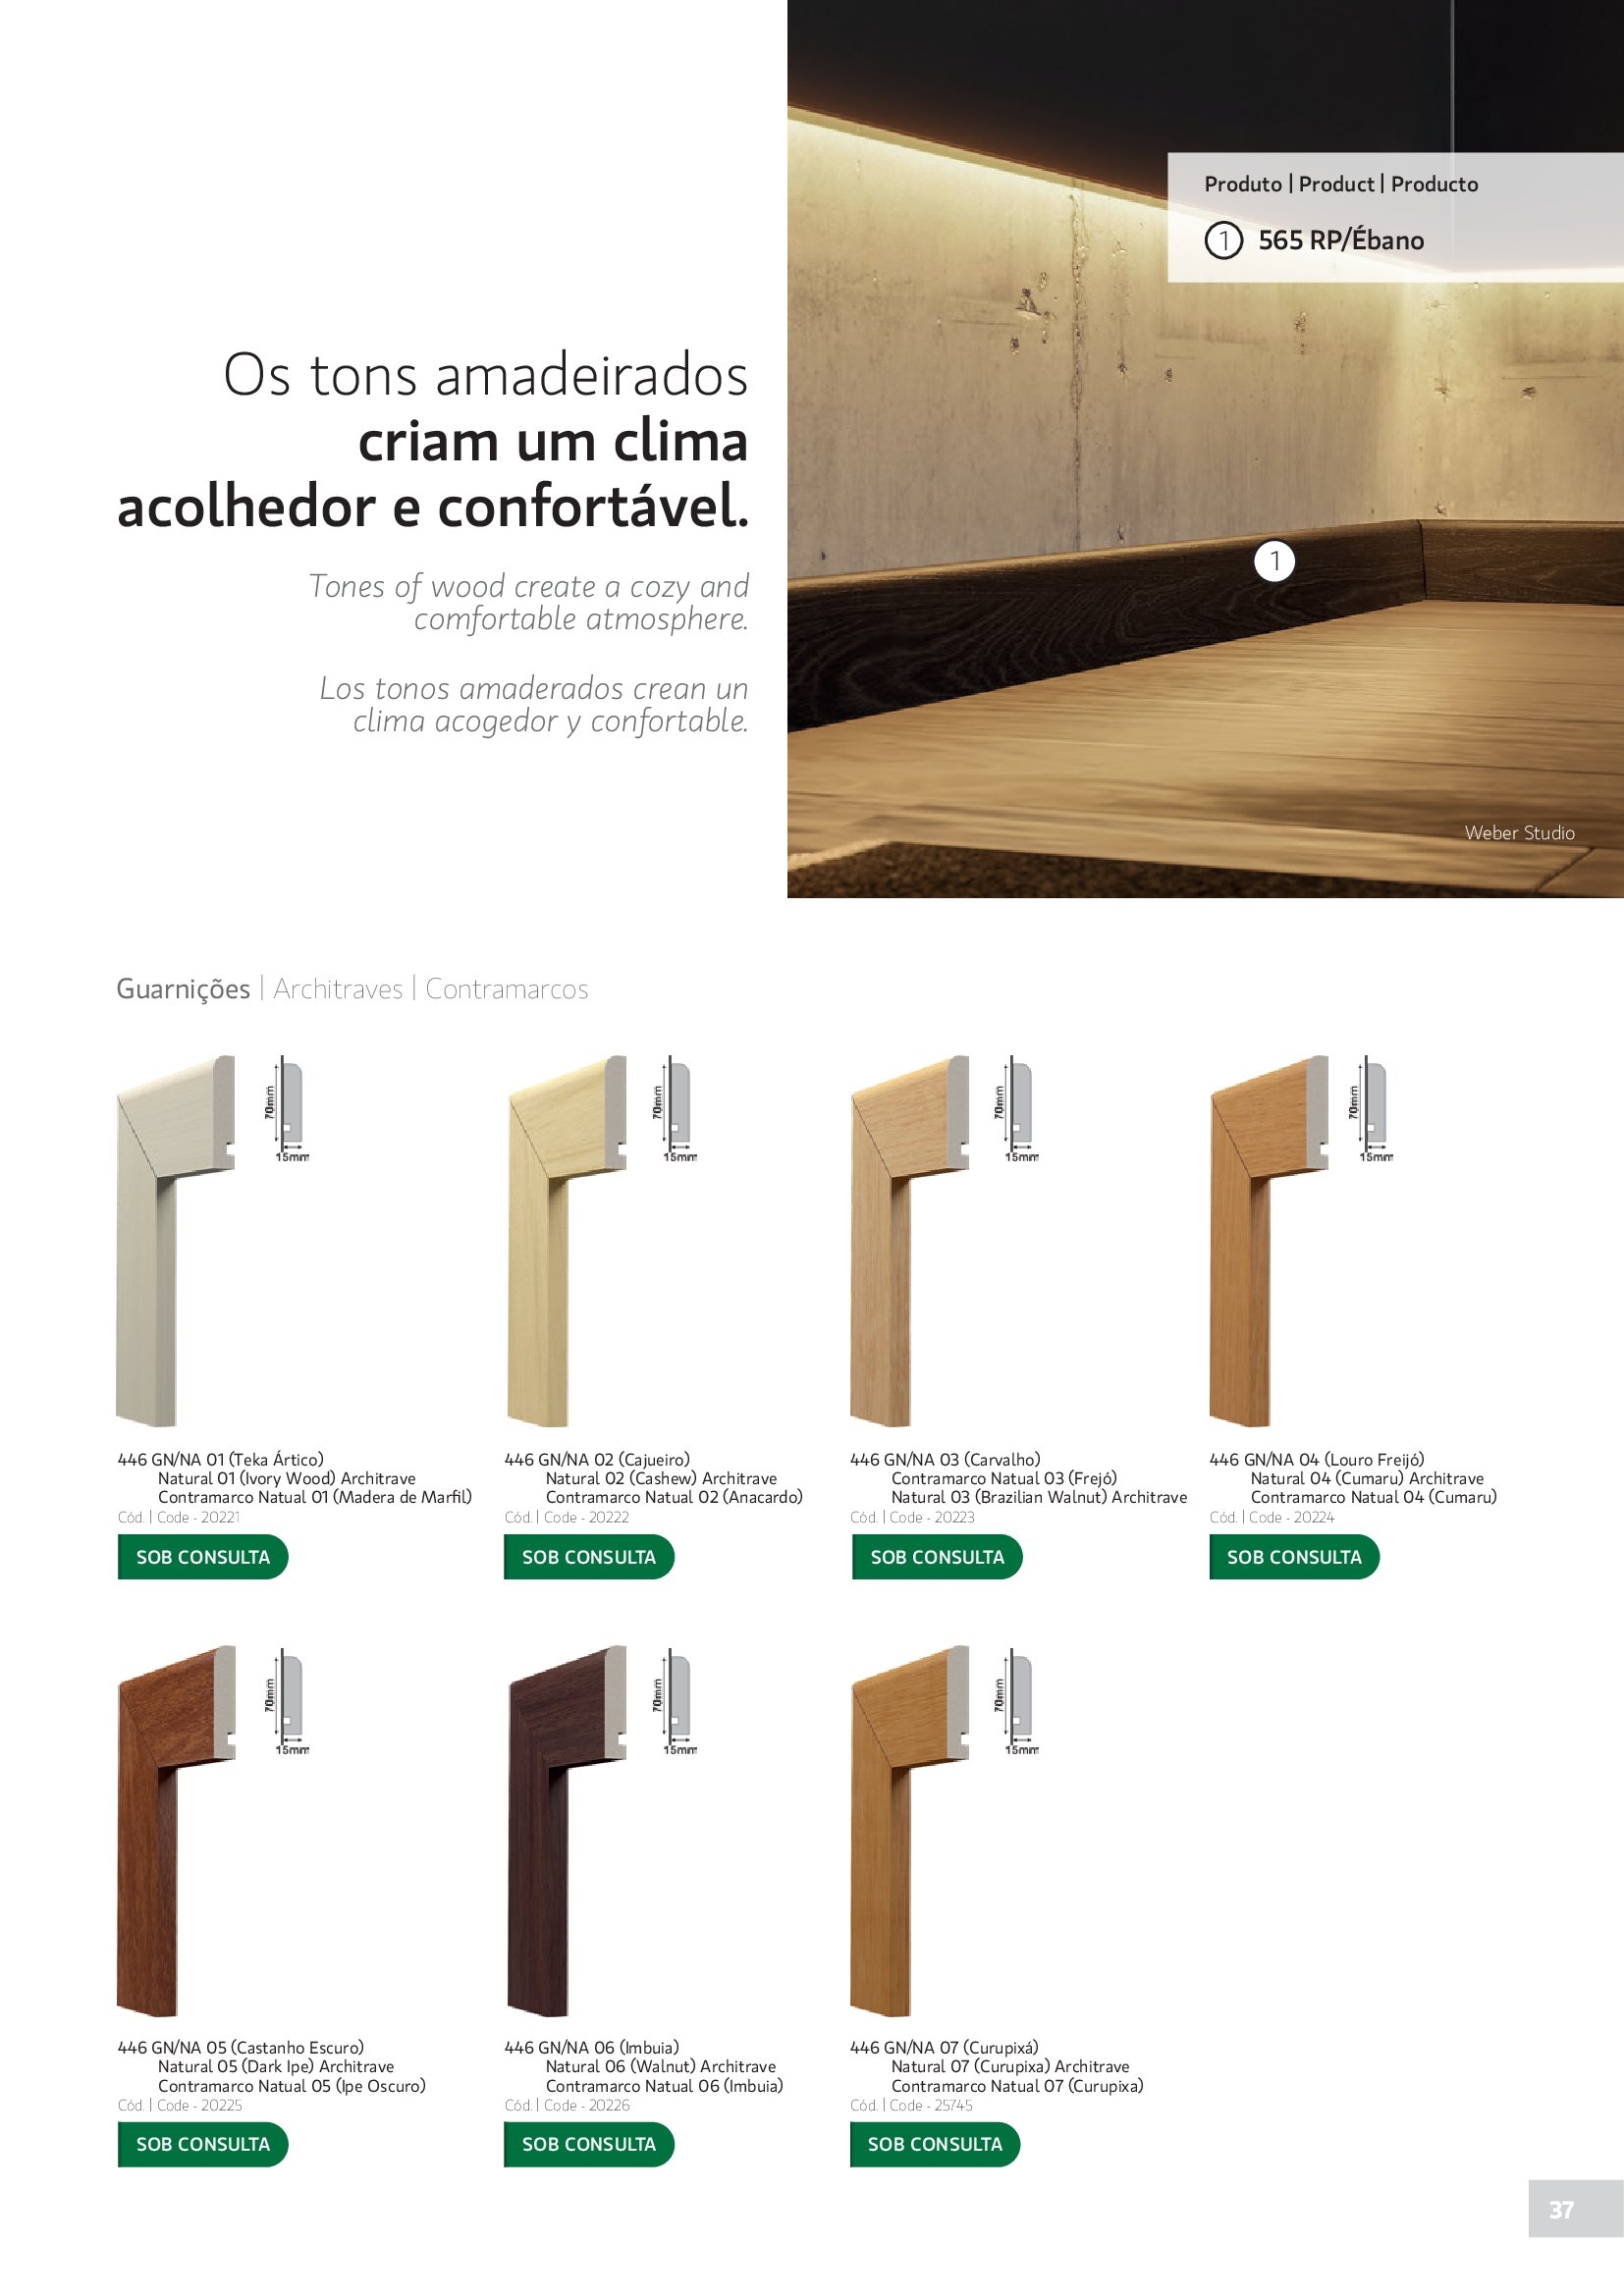 Produto | Product | Producto
1 565 RP/Ébano
Os tons amadeirados
criam um clima
acolhedor e confortável.
Tones of wood create a cozy and
comfortable atmosphere.
Los tonos amaderados crean un
clima acogedor y confortable.
1
Weber Studio
Guarnições | Architraves | Contramarcos
70mm
15mm
70mm
15mm
70mm
15mm
70mm
15mm
446 GN/NA 01 (Teka Ártico)
Natural 01 (Ivory Wood) Architrave
Contramarco Natual 01 (Madera de Marfil)
Cód. | Code - 20221
SOB CONSULTA
446 GN/NA 02 (Cajueiro)
Natural 02 (Cashew) Architrave
Contramarco Natual 02 (Anacardo)
Cód. | Code - 20222
SOB CONSULTA
446 GN/NA 03 (Carvalho)
Contramarco Natual 03 (Frejó)
Natural 03 (Brazilian Walnut) Architrave
Cód. | Code - 20223
SOB CONSULTA
446 GN/NA 04 (Louro Freijó)
Natural 04 (Cumaru) Architrave
Contramarco Natual 04 (Cumaru)
Cód. | Code - 20224
SOB CONSULTA
70mm
15mm
70mm
15mm
70mm
15mm
446 GN/NA 05 (Castanho Escuro)
Natural 05 (Dark Ipe) Architrave
Contramarco Natual 05 (Ipe Oscuro)
Cód. | Code - 20225
SOB CONSULTA
446 GN/NA 06 (Imbuia)
Natural 06 (Walnut) Architrave
Contramarco Natual 06 (Imbuia)
Cód. | Code - 20226
SOB CONSULTA
446 GN/NA 07 (Curupixá)
Natural 07 (Curupixa) Architrave
Contramarco Natual 07 (Curupixa)
Cód. | Code - 25745
SOB CONSULTA
37